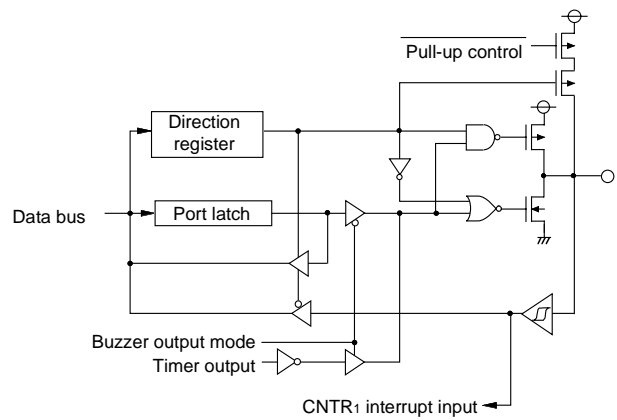 Pull-up control
Direction
register
Data bus
Port latch
Buzzer output mode
Timer output
CNTR₁ interrupt input